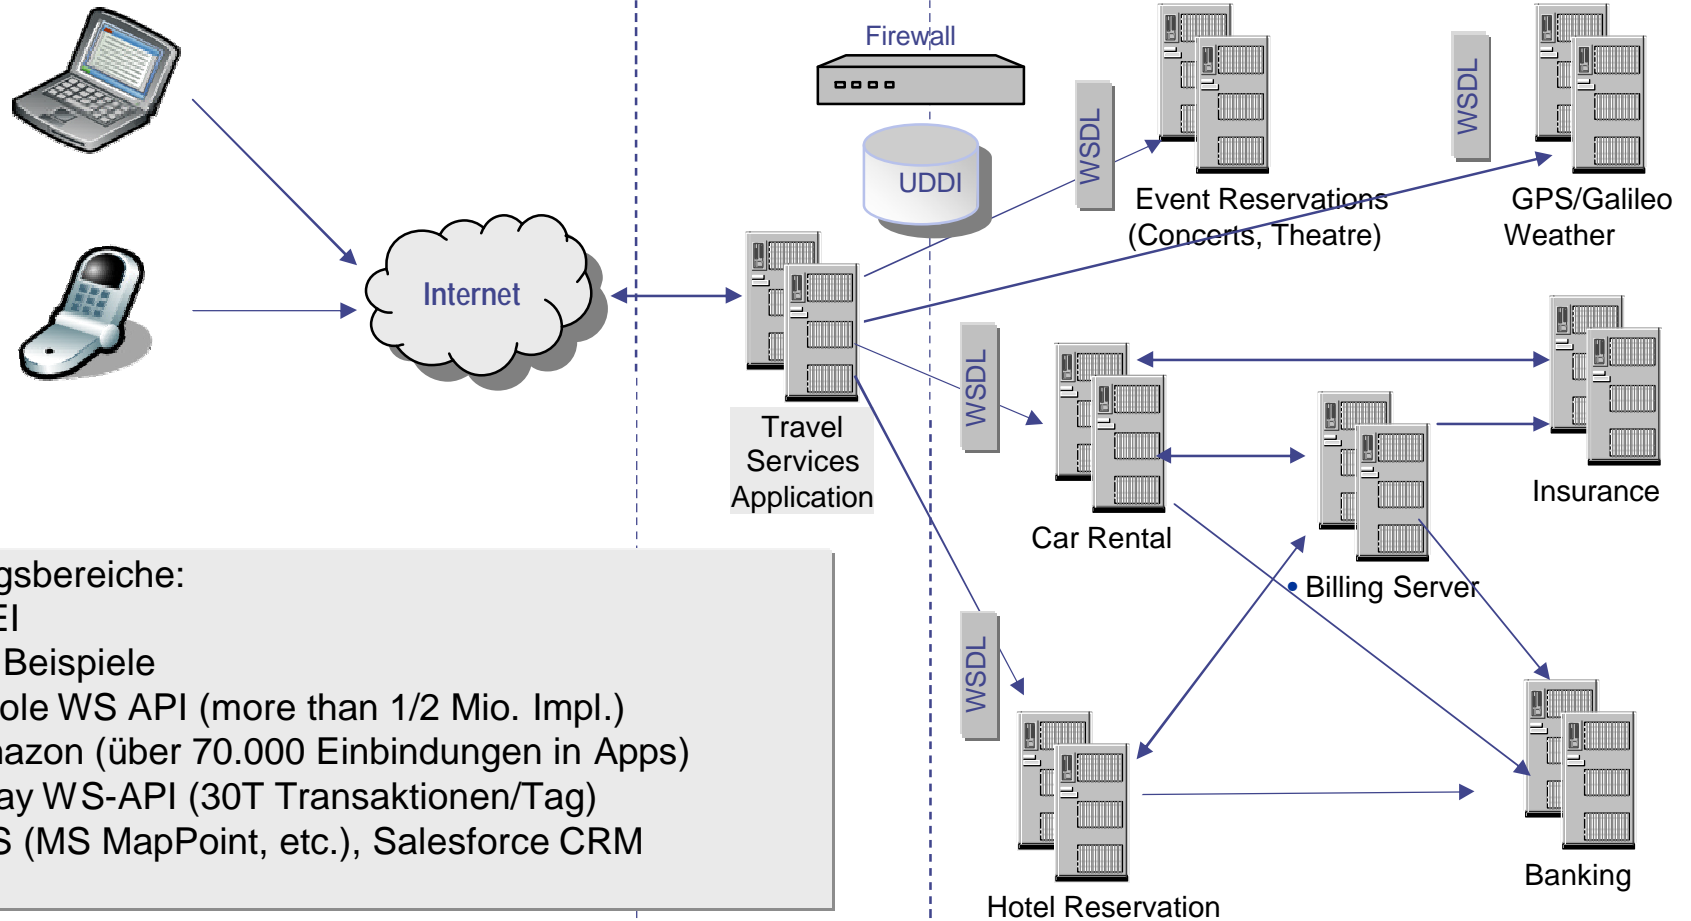 Firewall
UDDI
WSDL
WSDL
Event Reservations
(Concerts, Theatre)
GPS/Galileo
Weather
Internet
WSDL
Travel
Services
Application
Car Rental
Insurance
• Billing Server
WSDL
gsbereiche:
EI
Beispiele
ole WS API (more than 1/2 Mio. Impl.)
nazon (über 70.000 Einbindungen in Apps)
ay WS-API (30T Transaktionen/Tag)
S (MS MapPoint, etc.), Salesforce CRM
Banking
Hotel Reservation